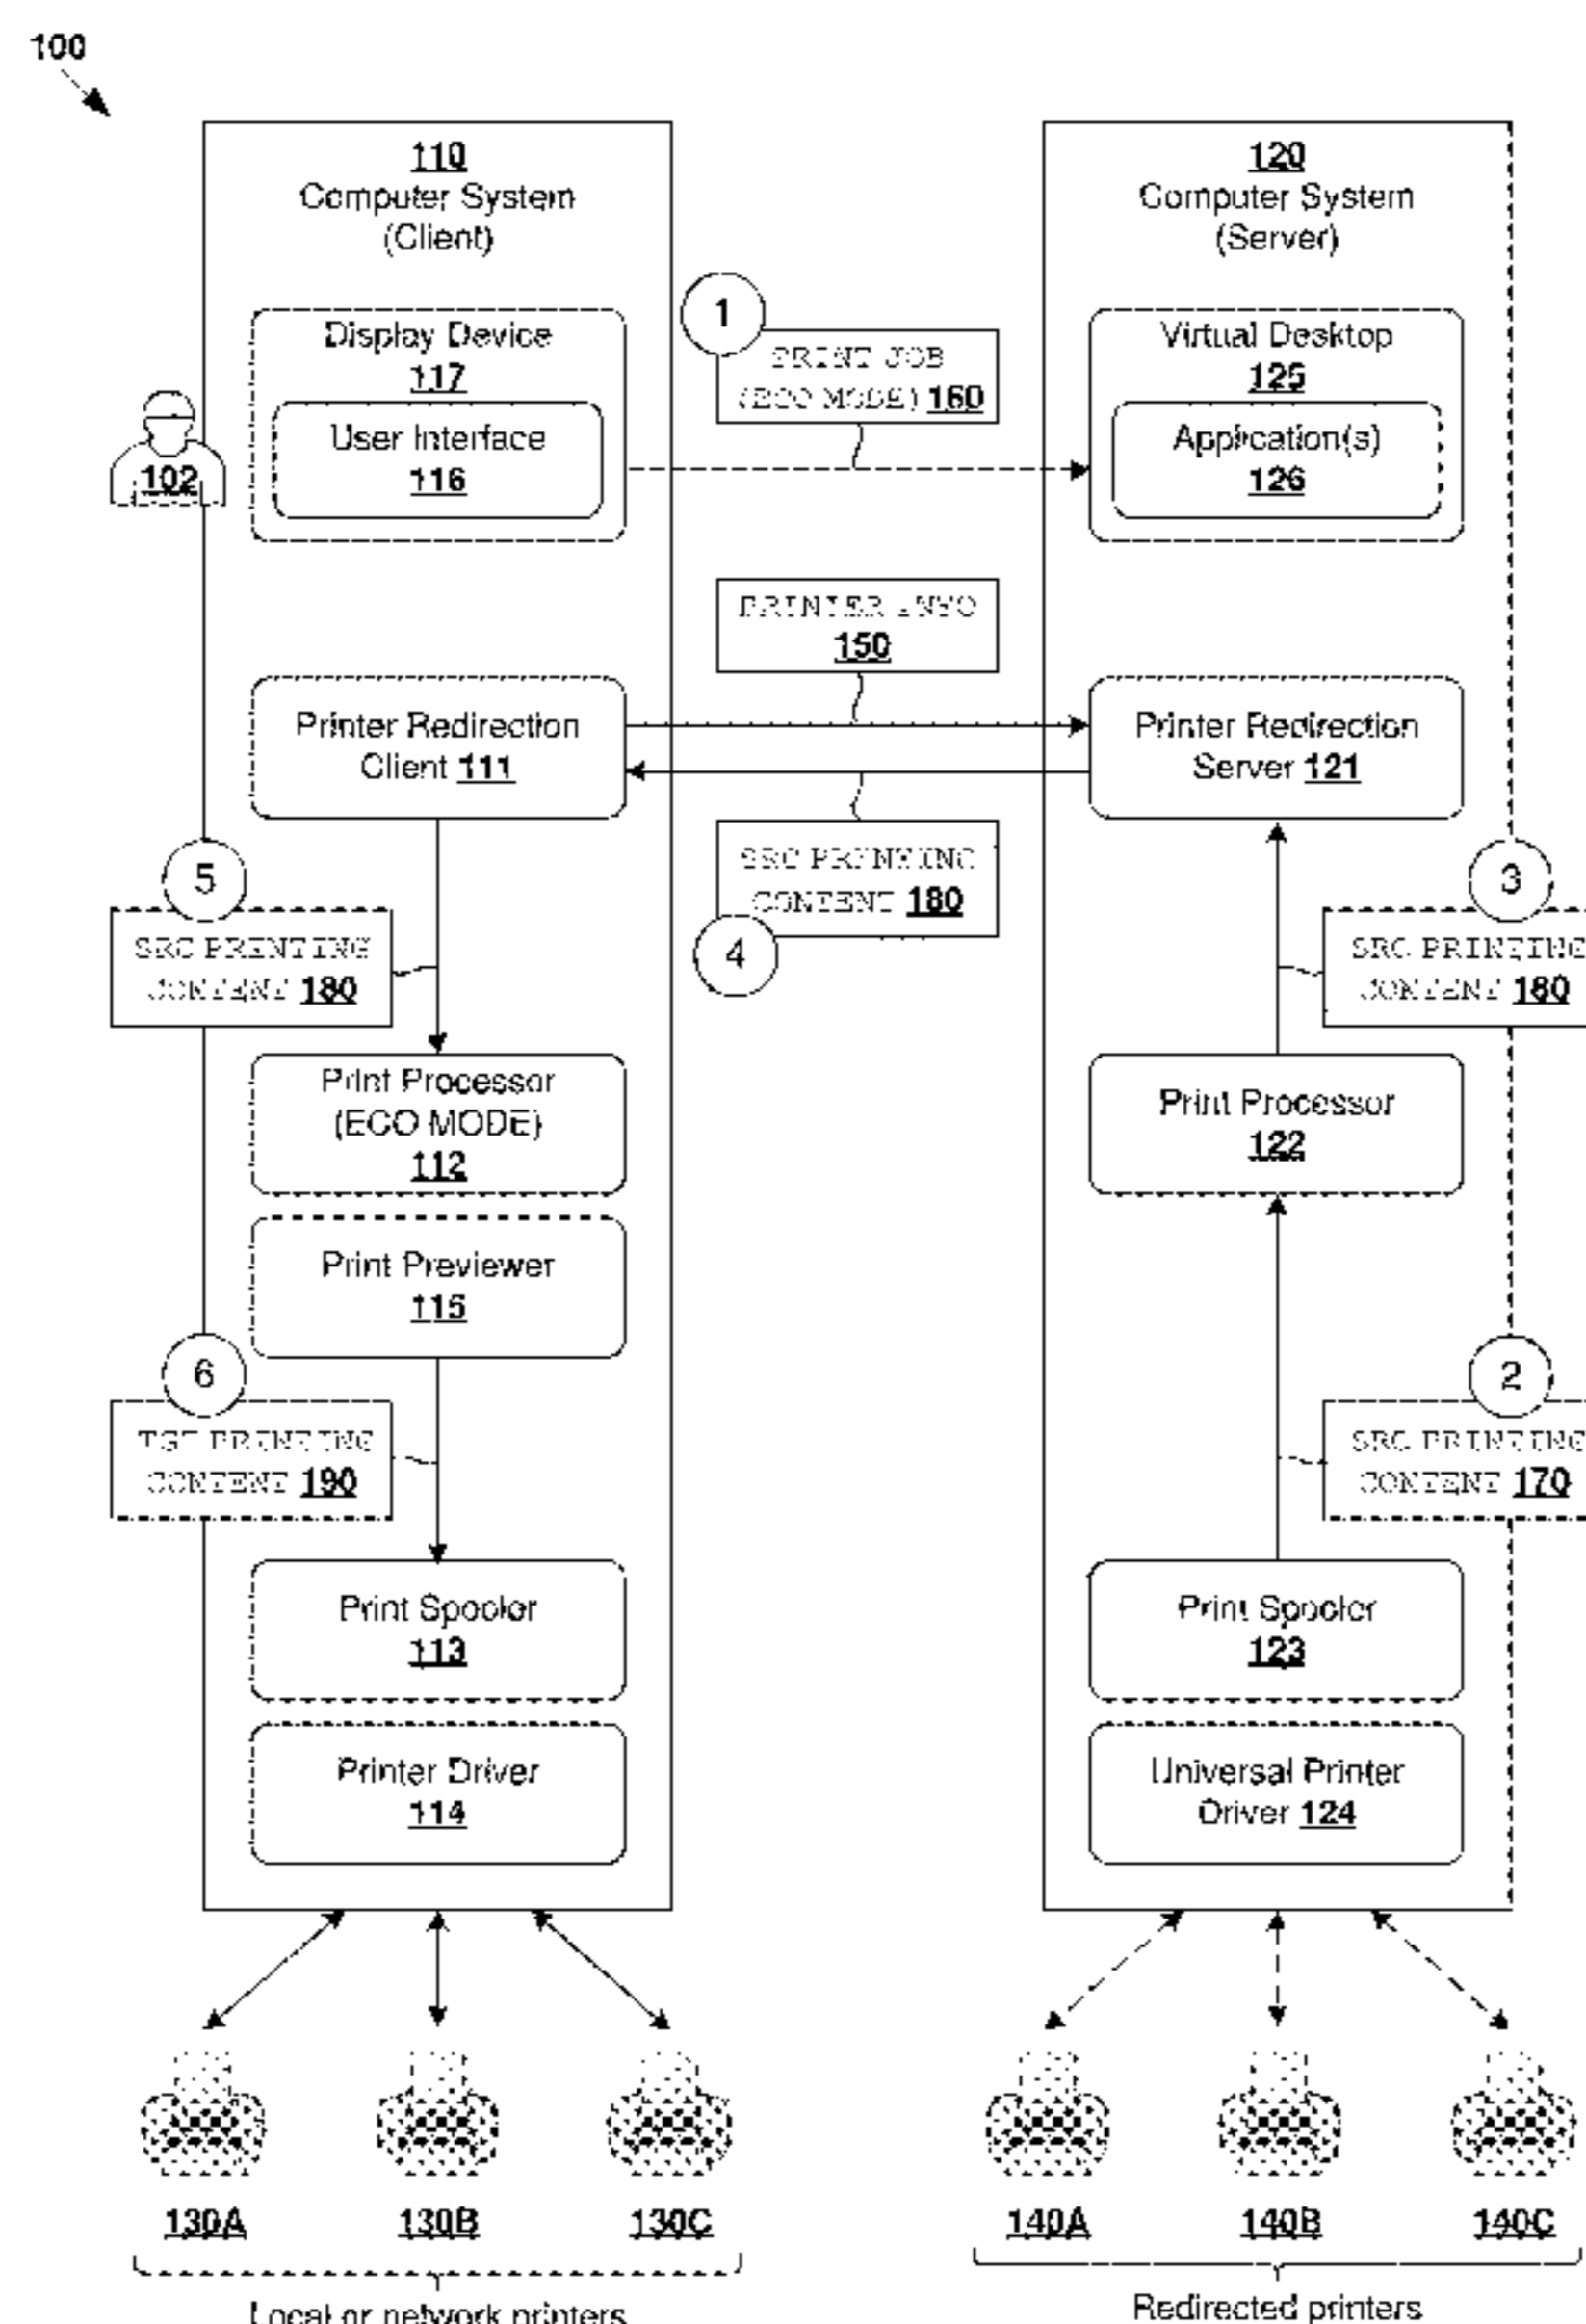 100
110
Computer System
(Client)
Display Device
117
User Interface
116
102
1
PRINT JOB
(ECO MODE) 160
120
Computer System
(Server)
Virtual Desktop
125
Application(s)
126
PRINTER INFO
150
Printer Redirection
Client 111
Printer Redirection
Server 121
SRC PRINTING
CONTENT 180
4
5
SRC PRINTING
CONTENT 180
3
SRC PRINTING
CONTENT 180
Print Processor
(ECO MODE)
112
Print Processor
122
Print Previewer
115
6
TGT PRINTING
CONTENT 190
2
SRC PRINTING
CONTENT 170
Print Spooler
113
Print Spooler
123
Printer Driver
114
Universal Printer
Driver 124
130A 130B 130C
140A 140B 140C
Local or network printers
Redirected printers